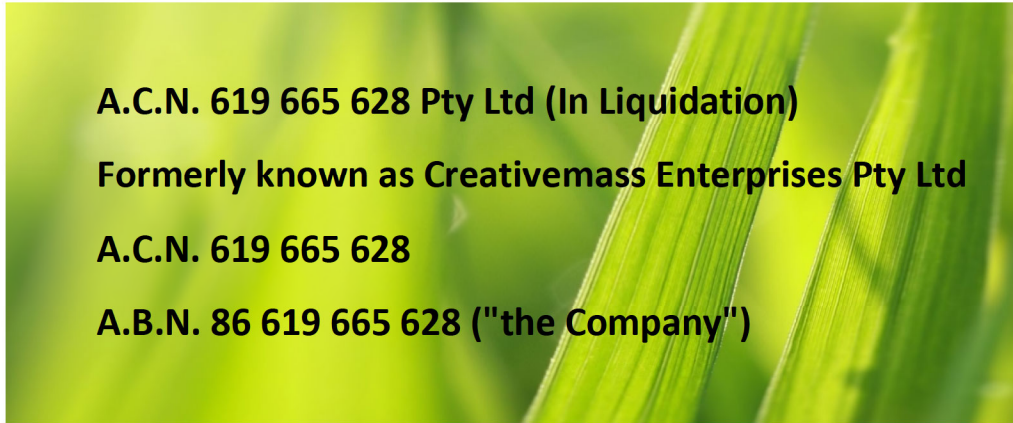 A.C.N. 619 665 628 Pty Ltd (In Liquidation)
Formerly known as Creativemass Enterprises Pty Ltd
A.C.N. 619 665 628
A.B.N. 86 619 665 628 ("the Company")